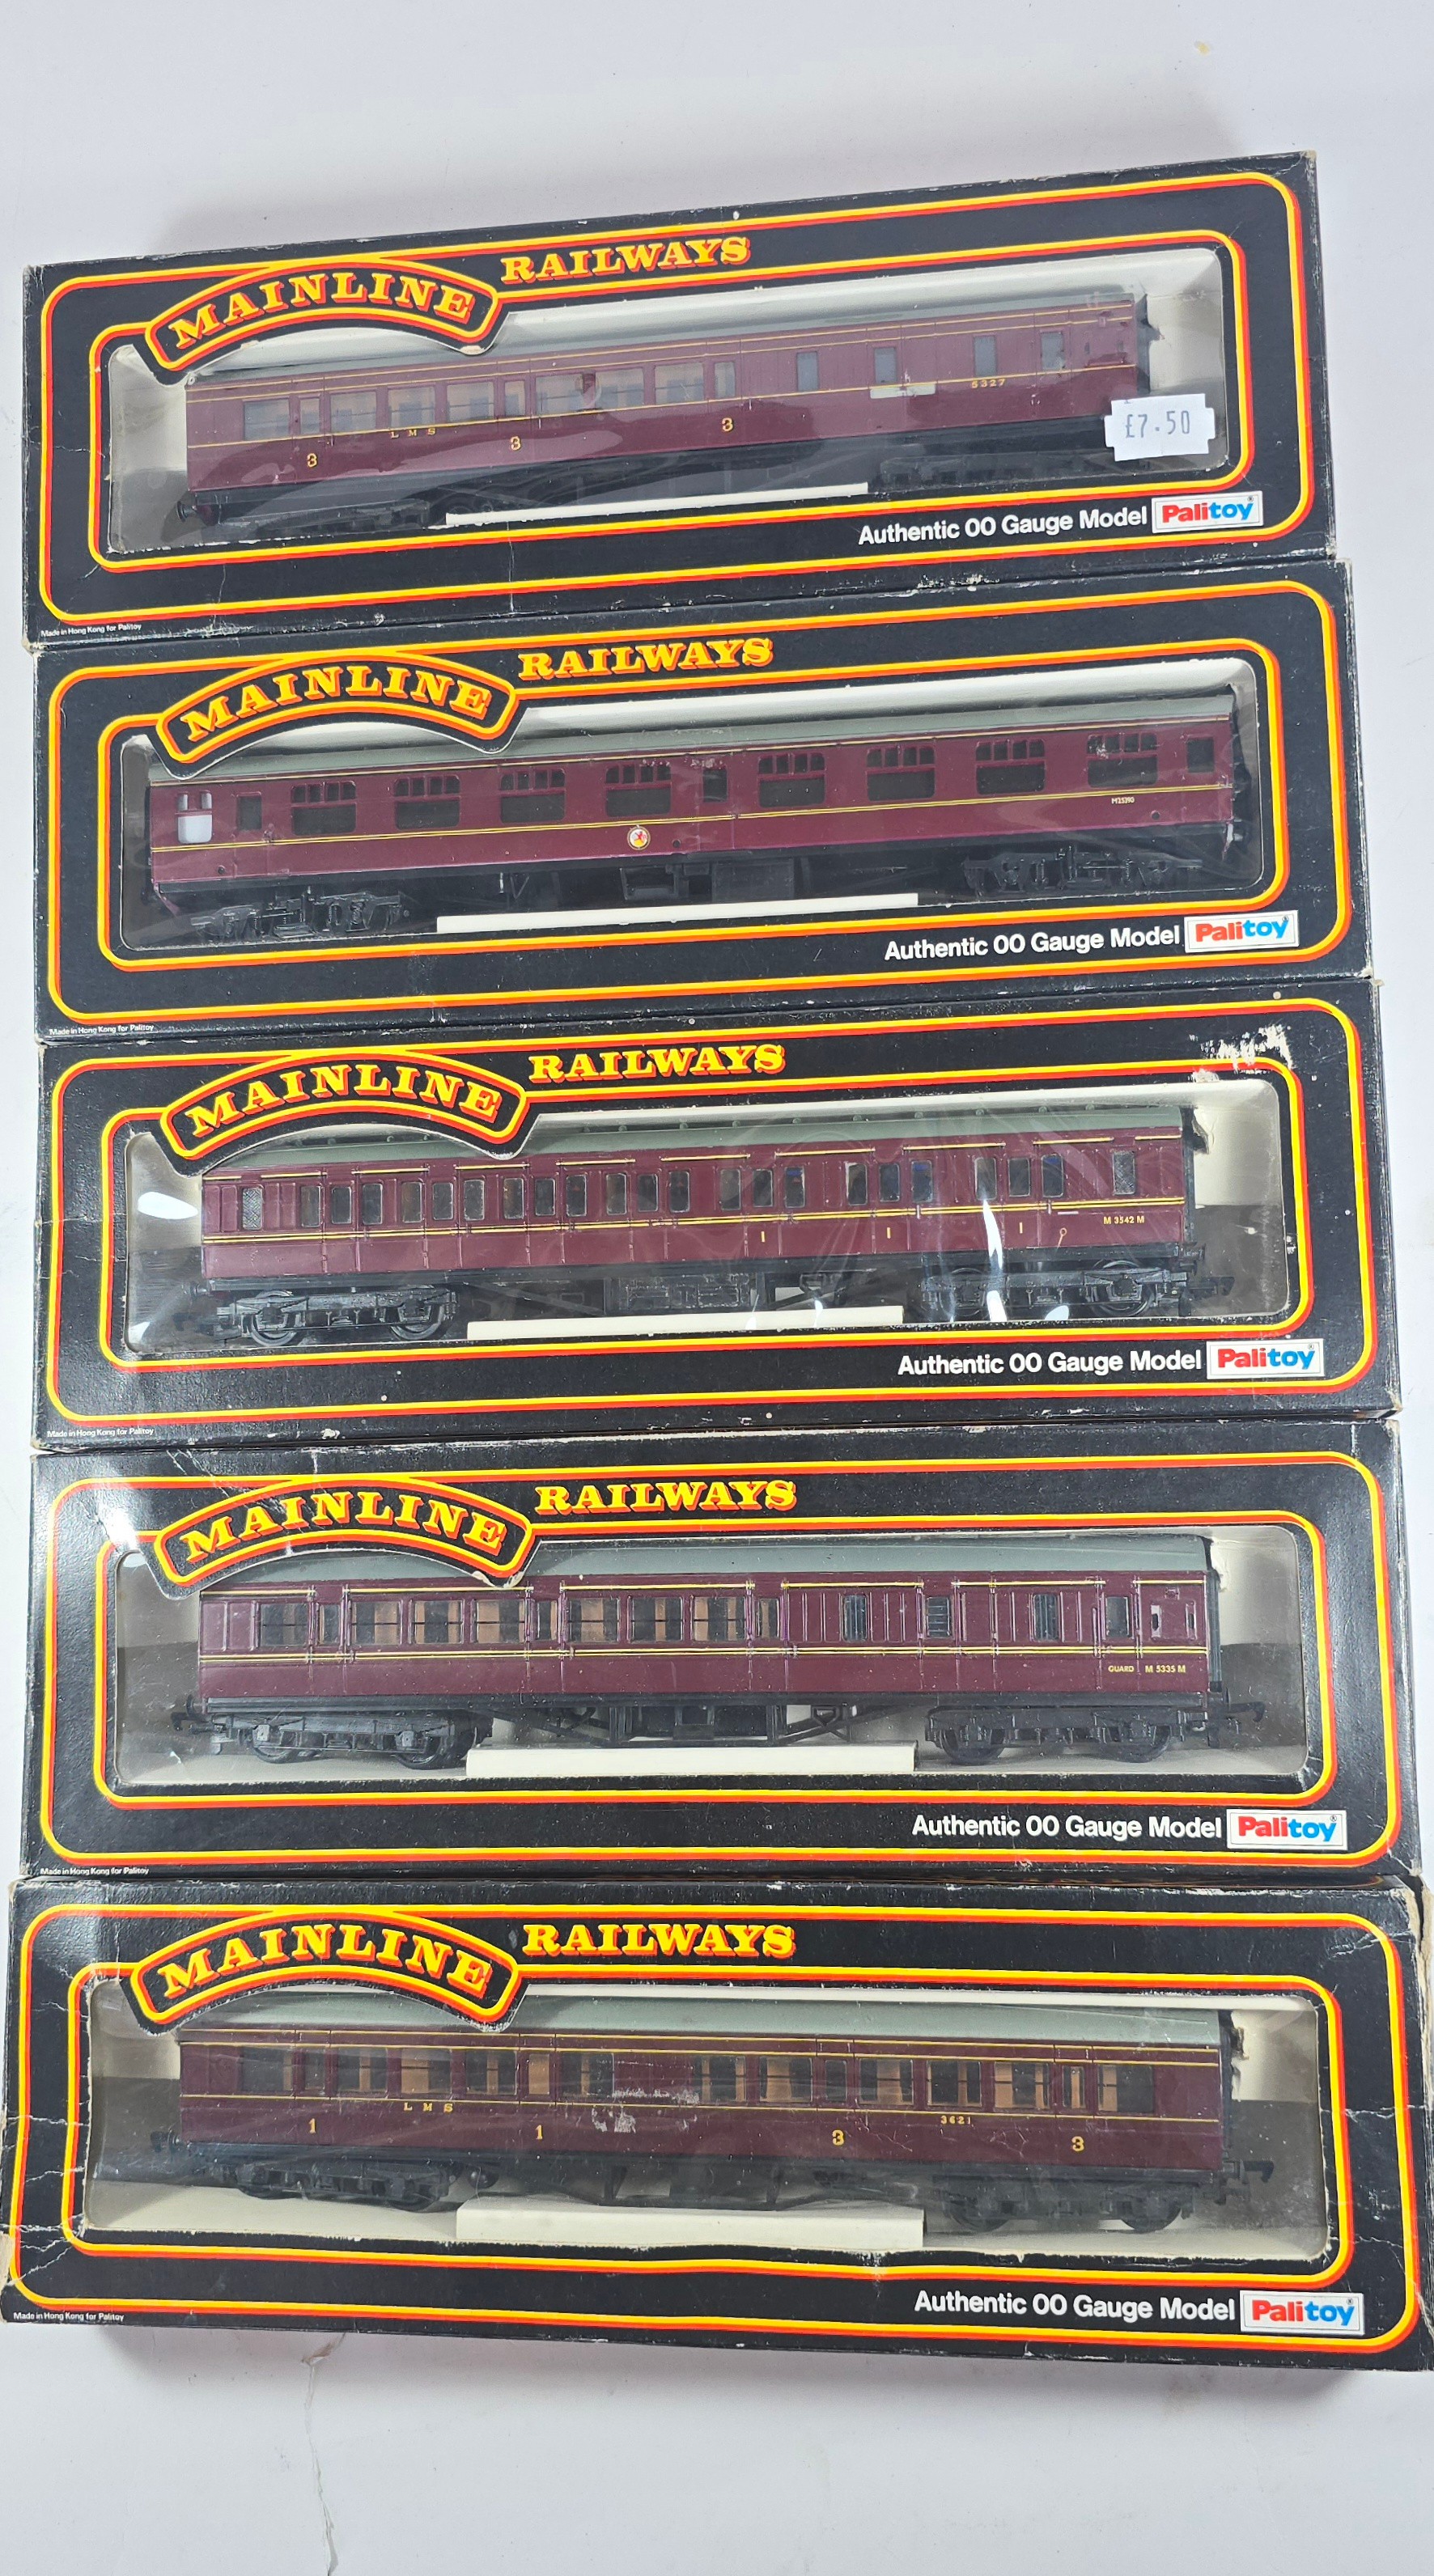 MAINLINE RAILWAYS
5327
L M S
3 3 3
£7.50
Authentic 00 Gauge Model Palitoy
Made in Hong Kong for Palitoy
MAINLINE RAILWAYS
M25390
Authentic 00 Gauge Model Palitoy
Made in Hong Kong for Palitoy
MAINLINE RAILWAYS
M 3542 M
1 1 1
Authentic 00 Gauge Model Palitoy
Made in Hong Kong for Palitoy
MAINLINE RAILWAYS
GUARD M 5335 M
Authentic 00 Gauge Model Palitoy
Made in Hong Kong for Palitoy
MAINLINE RAILWAYS
L M S 3621
1 1 3 3
Authentic 00 Gauge Model Palitoy
Made in Hong Kong for Palitoy